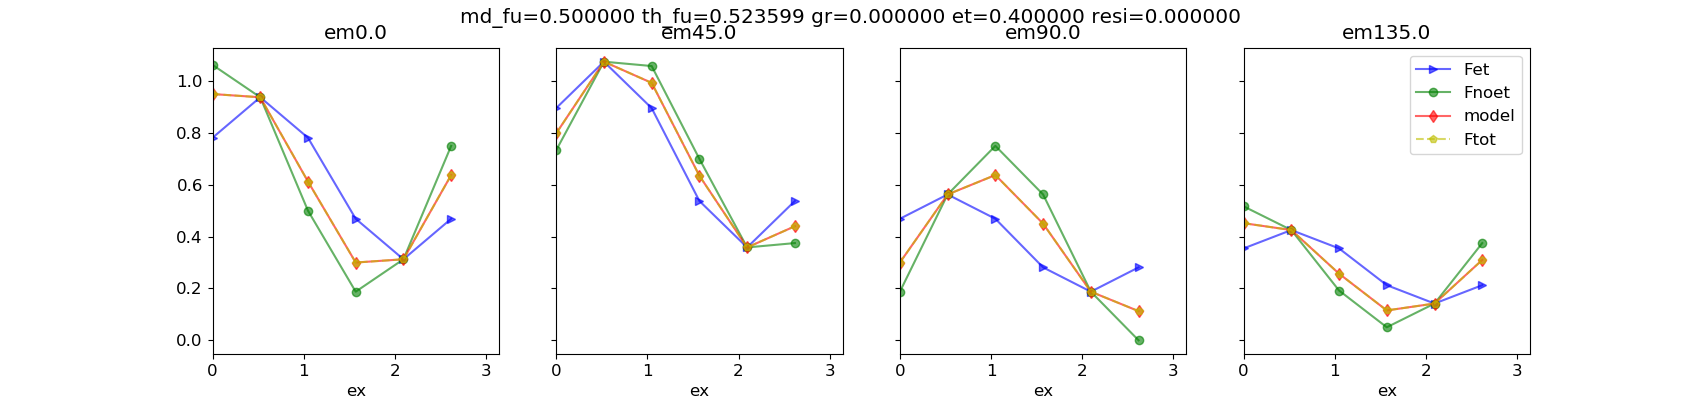 md_fu=0.500000 th_fu=0.523599 gr=0.000000 et=0.400000 resi=0.000000
em0.0 em45.0 em90.0 em135.0
1.0
0.8
0.6
0.4
0.2
0.0
Fet
Fnoet
model
Ftot
0 1 2 3 0 1 2 3 0 1 2 3 0 1 2 3
ex ex ex ex